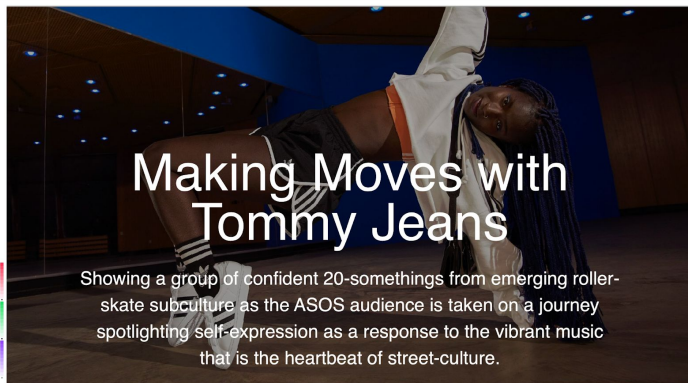 Making Moves with
Tommy Jeans
Showing a group of confident 20-somethings from emerging roller-
skate subculture as the ASOS audience is taken on a journey
spotlighting self-expression as a response to the vibrant music
that is the heartbeat of street-culture.